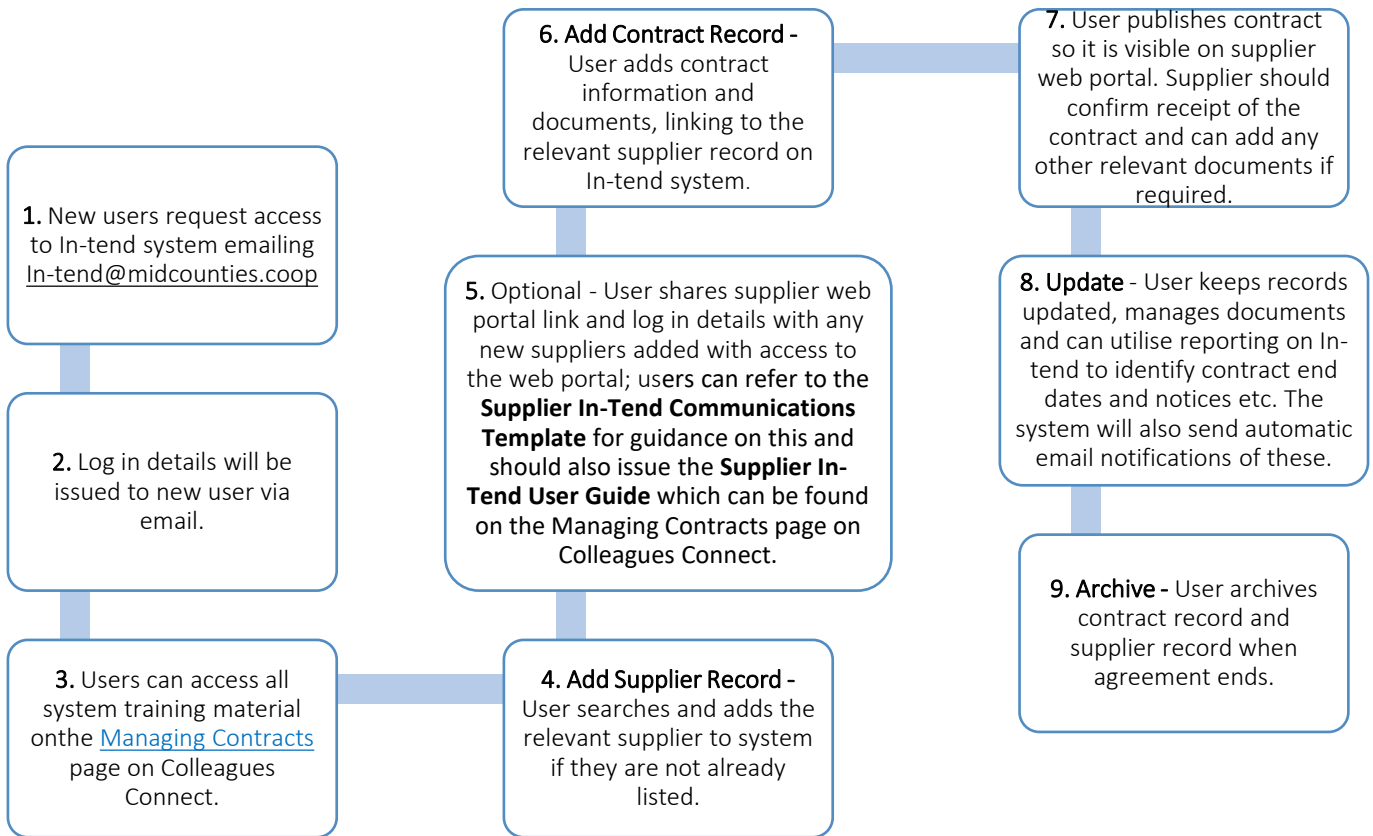 1. New users request access
to In-tend system emailing
In-tend@midcounties.coop
2. Log in details will be
issued to new user via
email.
3. Users can access all
system training material
onthe Managing Contracts
page on Colleagues
Connect.
4. Add Supplier Record -
User searches and adds the
relevant supplier to system
if they are not already
listed.
5. Optional - User shares supplier web
portal link and log in details with any
new suppliers added with access to
the web portal; users can refer to the
Supplier In-Tend Communications
Template for guidance on this and
should also issue the Supplier In-
Tend User Guide which can be found
on the Managing Contracts page on
Colleagues Connect.
6. Add Contract Record -
User adds contract
information and
documents, linking to the
relevant supplier record on
In-tend system.
7. User publishes contract
so it is visible on supplier
web portal. Supplier should
confirm receipt of the
contract and can add any
other relevant documents if
required.
8. Update - User keeps records
updated, manages documents
and can utilise reporting on In-
tend to identify contract end
dates and notices etc. The
system will also send automatic
email notifications of these.
9. Archive - User archives
contract record and
supplier record when
agreement ends.